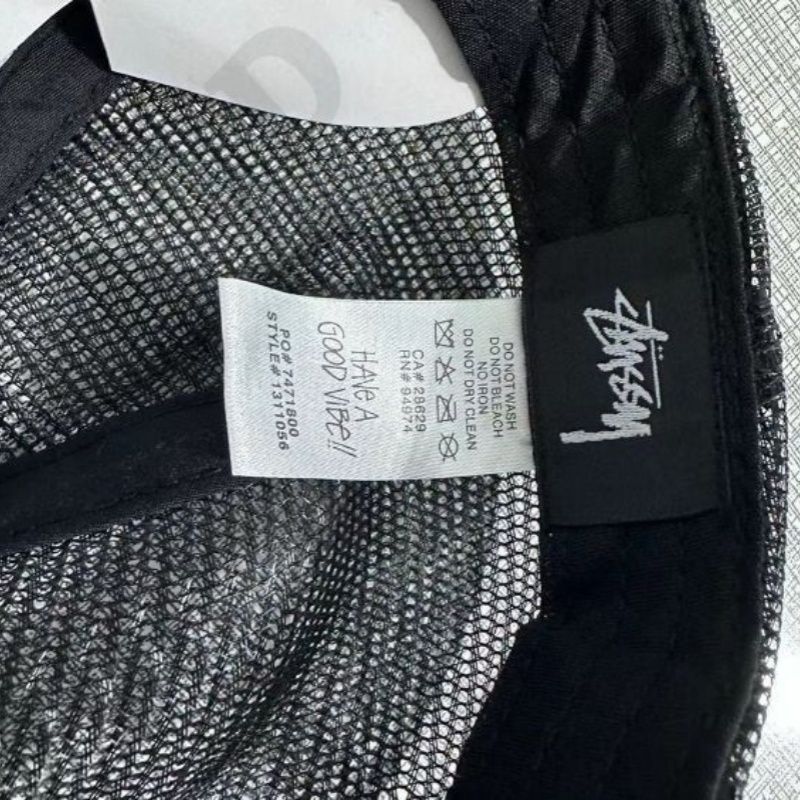 DO NOT WASH
DO NOT BLEACH
NO IRON
DO NOT DRY CLEAN
CA# 28629
RN# 94974
HAVE A
GOOD VIBE!!
PO# 7471800
STYLE# 1311056
STÜSSY